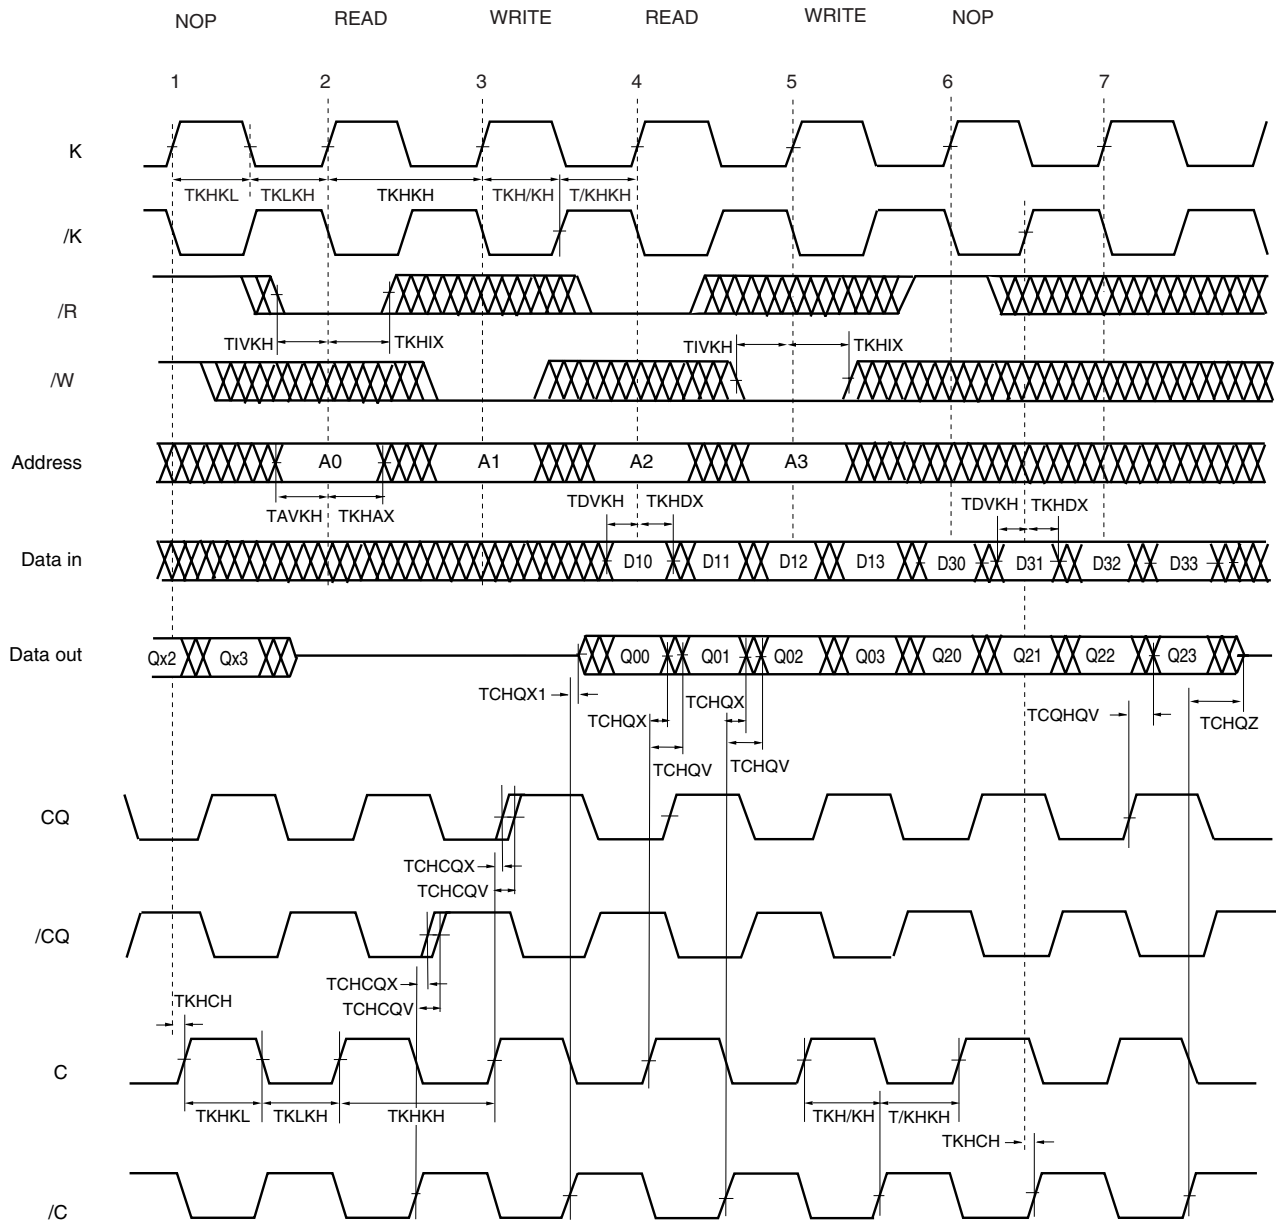 NOP READ WRITE READ WRITE NOP
1 2 3 4 5 6 7
K
TKHKL TKLKH TKHKH TKH/KH T/KHKH
/K
/R
TIVKH TKHIX TIVKH TKHIX
/W
Address A0 A1 A2 A3
TAVKH TKHAX TDVKH TKHDX TDVKH TKHDX
Data in D10 D11 D12 D13 D30 D31 D32 D33
Data out Qx2 Qx3 Q00 Q01 Q02 Q03 Q20 Q21 Q22 Q23
TCHQX1 TCHQX TCHQX TCQHQV TCHQZ
TCHQV TCHQV
CQ
TCHCQX
TCHCQV
/CQ
TCHCQX
TKHCH TCHCQV
C
TKHKL TKLKH TKHKH TKH/KH T/KHKH
TKHCH
/C